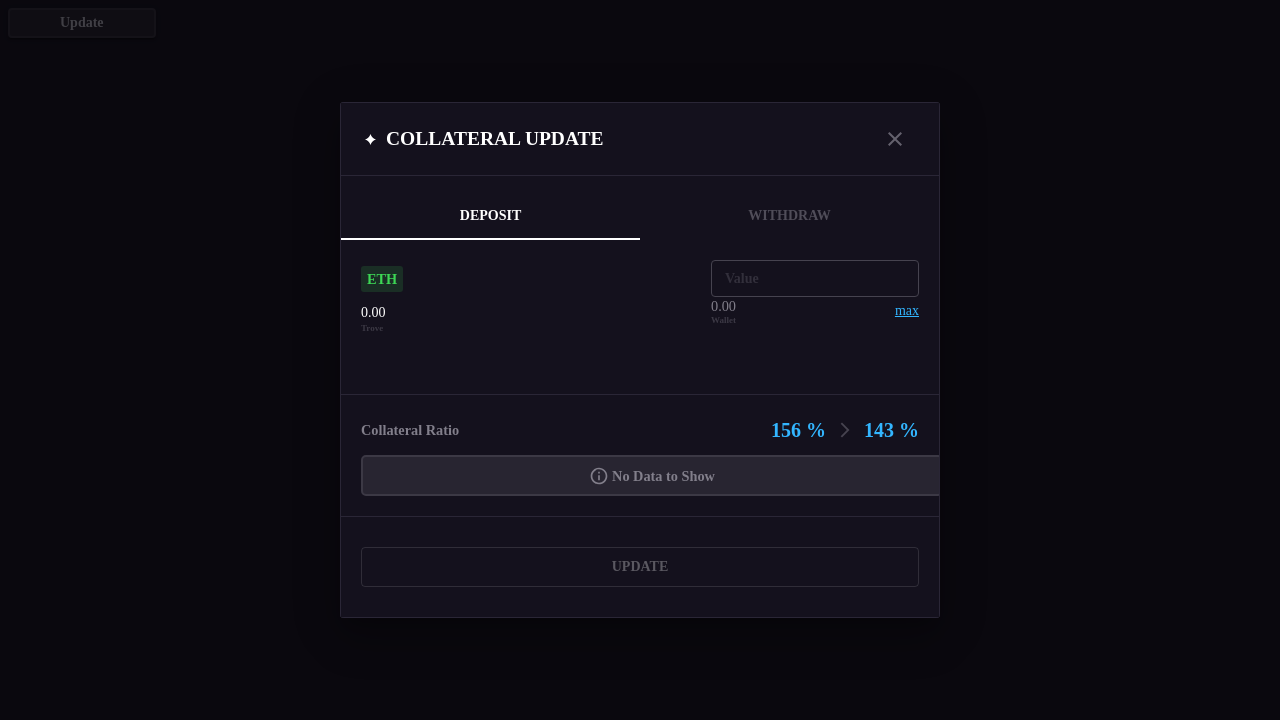 Update
✦ COLLATERAL UPDATE
DEPOSIT
WITHDRAW
ETH
Value
0.00
Trove
0.00
Wallet
max
Collateral Ratio
156 %
143 %
No Data to Show
UPDATE